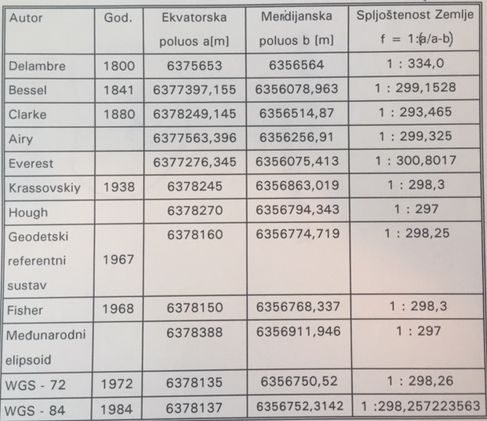 Autor God. Ekvatorska Meridijanska Spljoštenost Zemlje
poluos a[m] poluos b [m] f = 1:(a/a-b)
Delambre 1800 6375653 6356564 1 : 334,0
Bessel 1841 6377397,155 6356078,963 1 : 299,1528
Clarke 1880 6378249,145 6356514,87 1 : 293,465
Airy 6377563,396 6356256,91 1 : 299,325
Everest 6377276,345 6356075,413 1 : 300,8017
Krassovskiy 1938 6378245 6356863,019 1 : 298,3
Hough 6378270 6356794,343 1 : 297
Geodetski 6378160 6356774,719 1 : 298,25
referentni 1967
sustav
Fisher 1968 6378150 6356768,337 1 : 298,3
Međunarodni 6378388 6356911,946 1 : 297
elipsoid
WGS - 72 1972 6378135 6356750,52 1 : 298,26
WGS - 84 1984 6378137 6356752,3142 1 :298,257223563